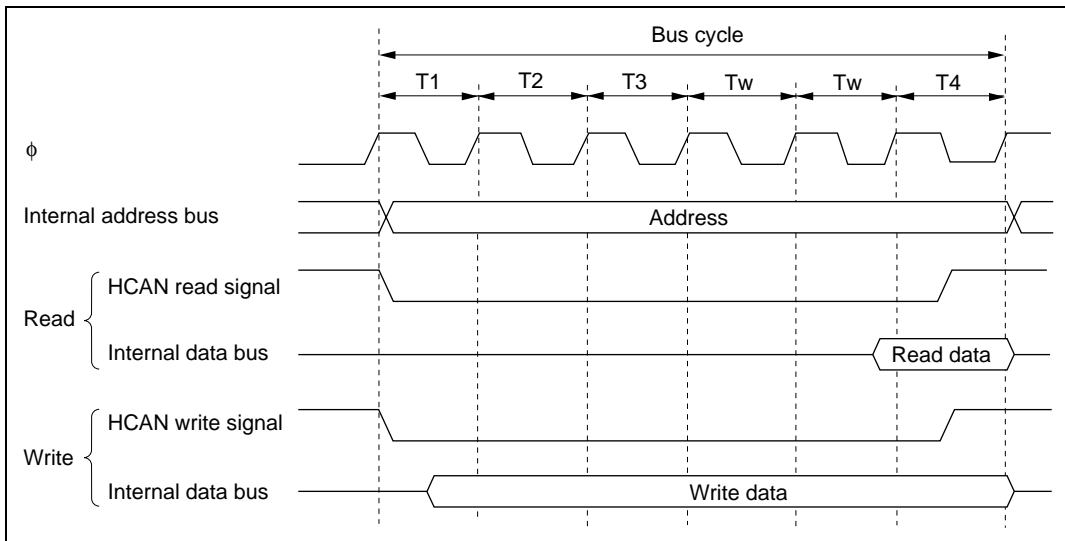 Bus cycle
T1 T2 T3 Tw Tw T4
ϕ
Internal address bus Address
HCAN read signal
Read
Internal data bus Read data
HCAN write signal
Write
Internal data bus Write data